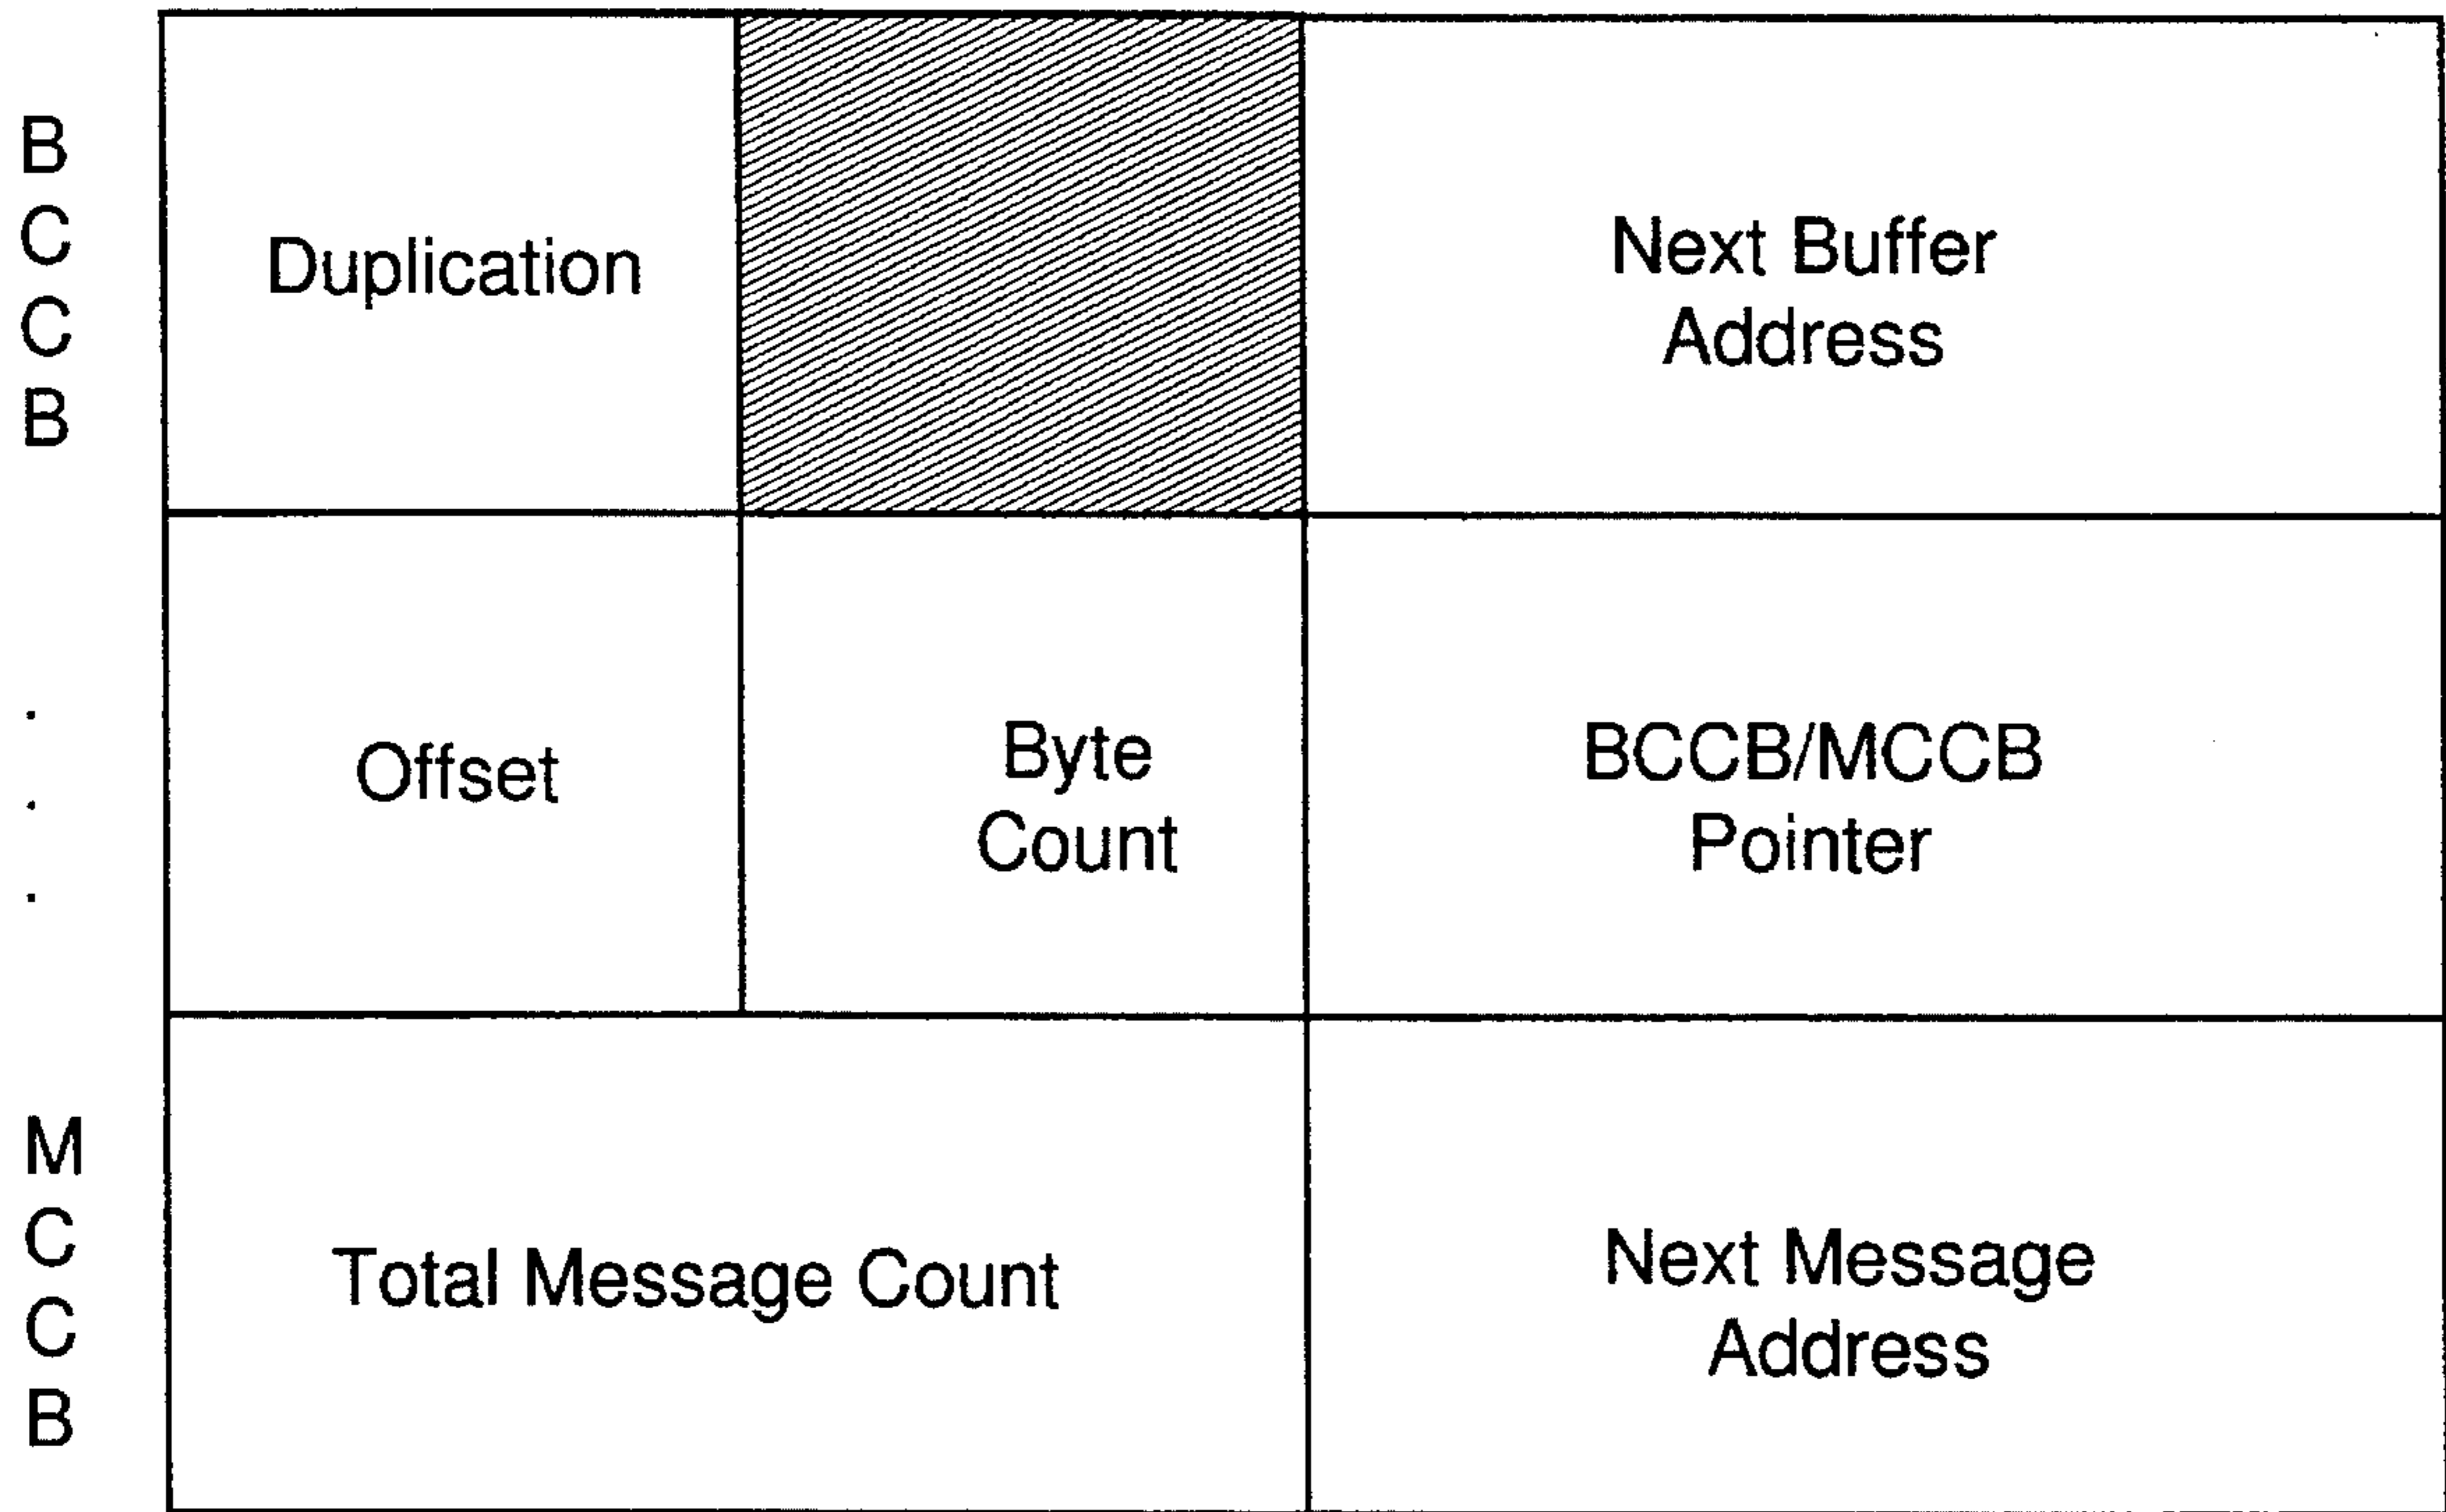 B
C
C
B
Duplication
Next Buffer
Address
.
.
.
Offset
Byte
Count
BCCB/MCCB
Pointer
M
C
C
B
Total Message Count
Next Message
Address